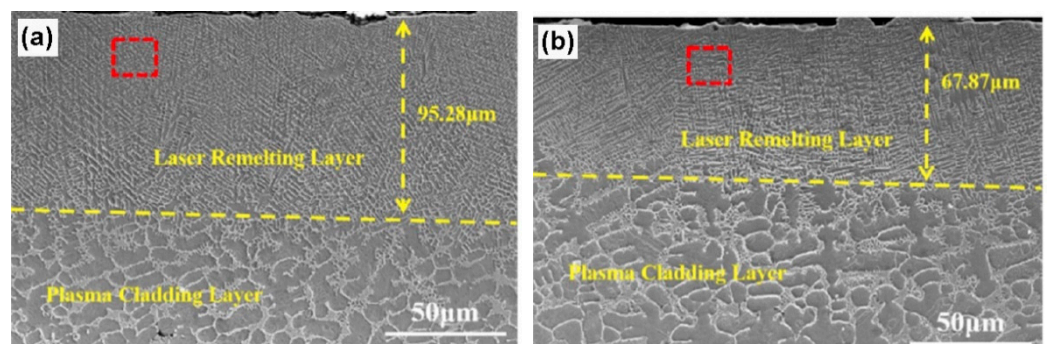 (a)
95.28μm
Laser Remelting Layer
Plasma Cladding Layer
50μm
(b)
67.87μm
Laser Remelting Layer
Plasma Cladding Layer
50μm